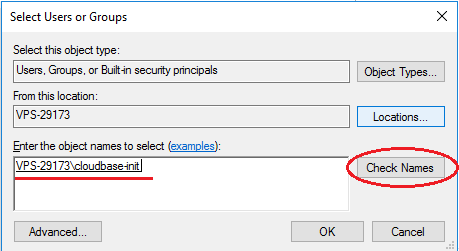 Select Users or Groups
Select this object type:
Users, Groups, or Built-in security principals
Object Types...
From this location:
VPS-29173
Locations...
Enter the object names to select (examples):
VPS-29173\cloudbase-init
Check Names
Advanced...
OK
Cancel